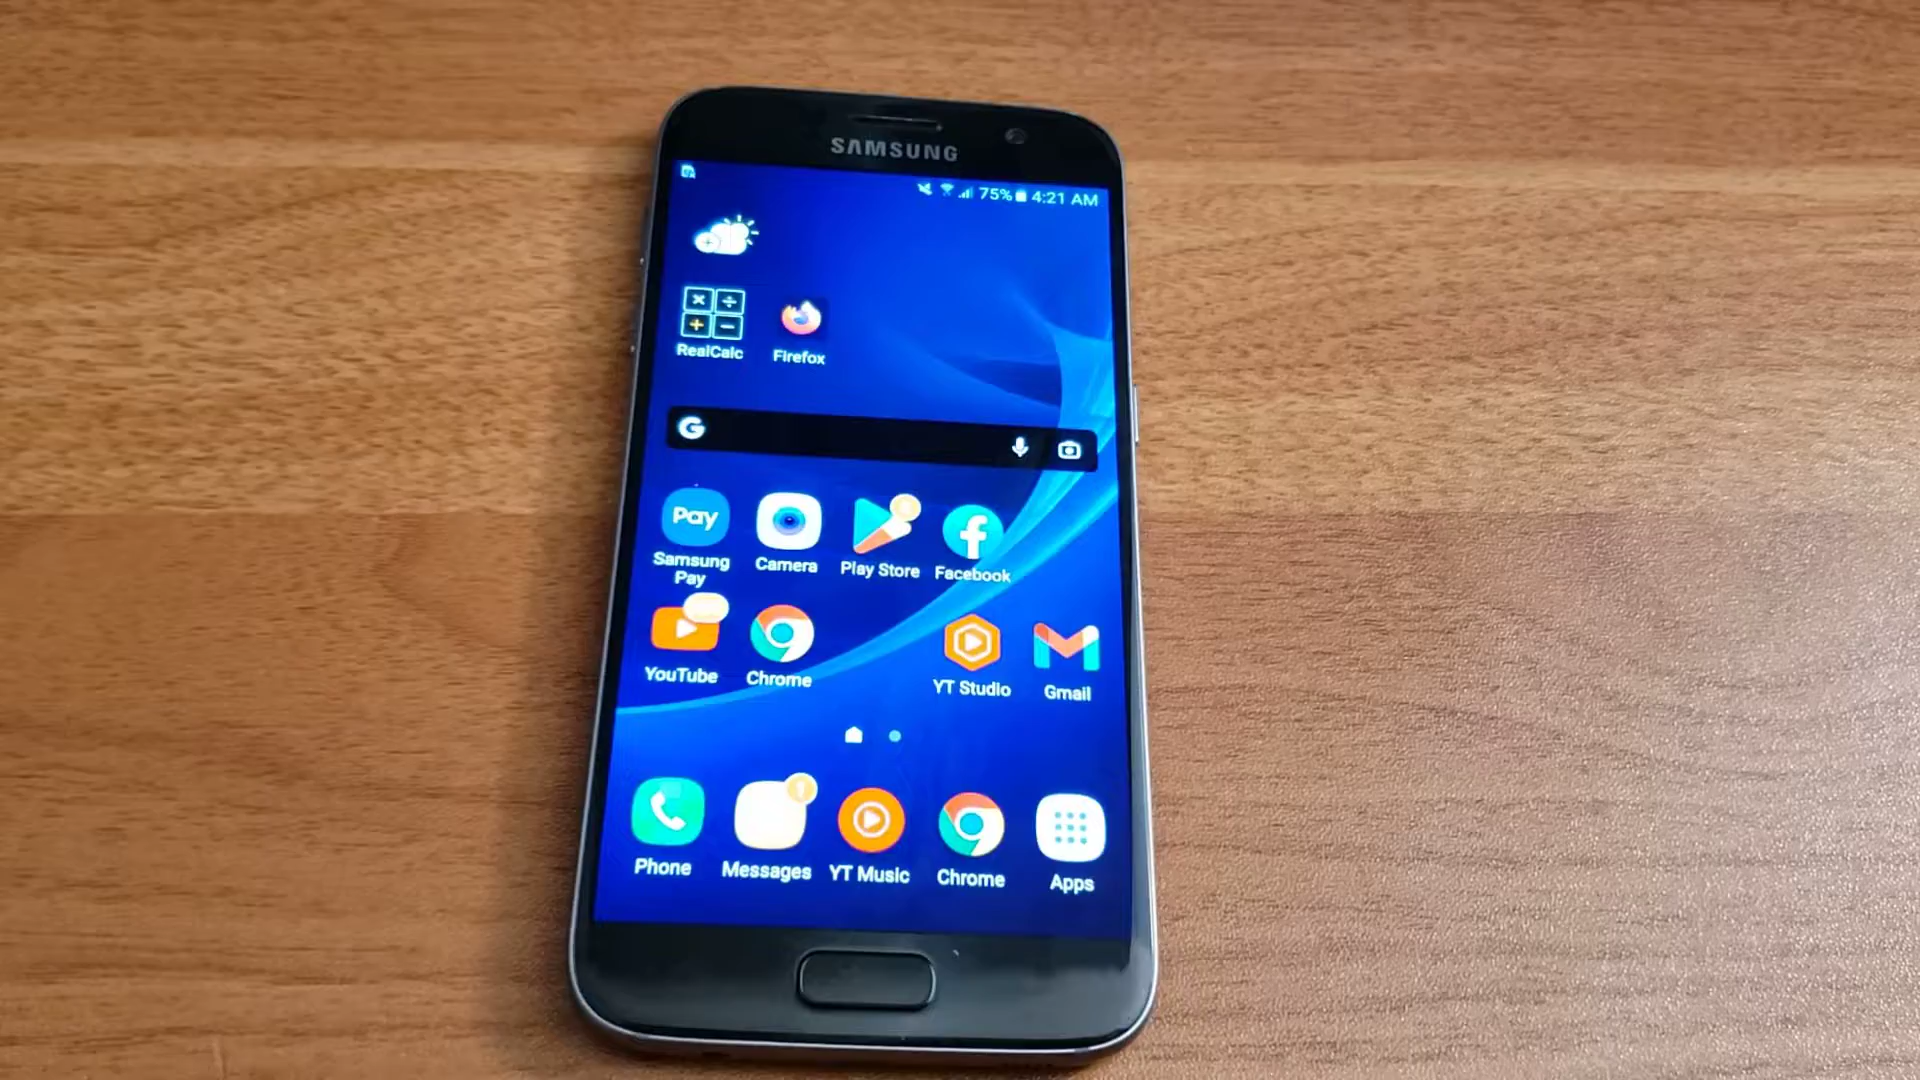 SAMSUNG
75% 4:21 AM
RealCalc
Firefox
G
Pay
Samsung
Pay
Camera
Play Store
Facebook
YouTube
Chrome
YT Studio
Gmail
1
Phone
Messages
YT Music
Chrome
Apps